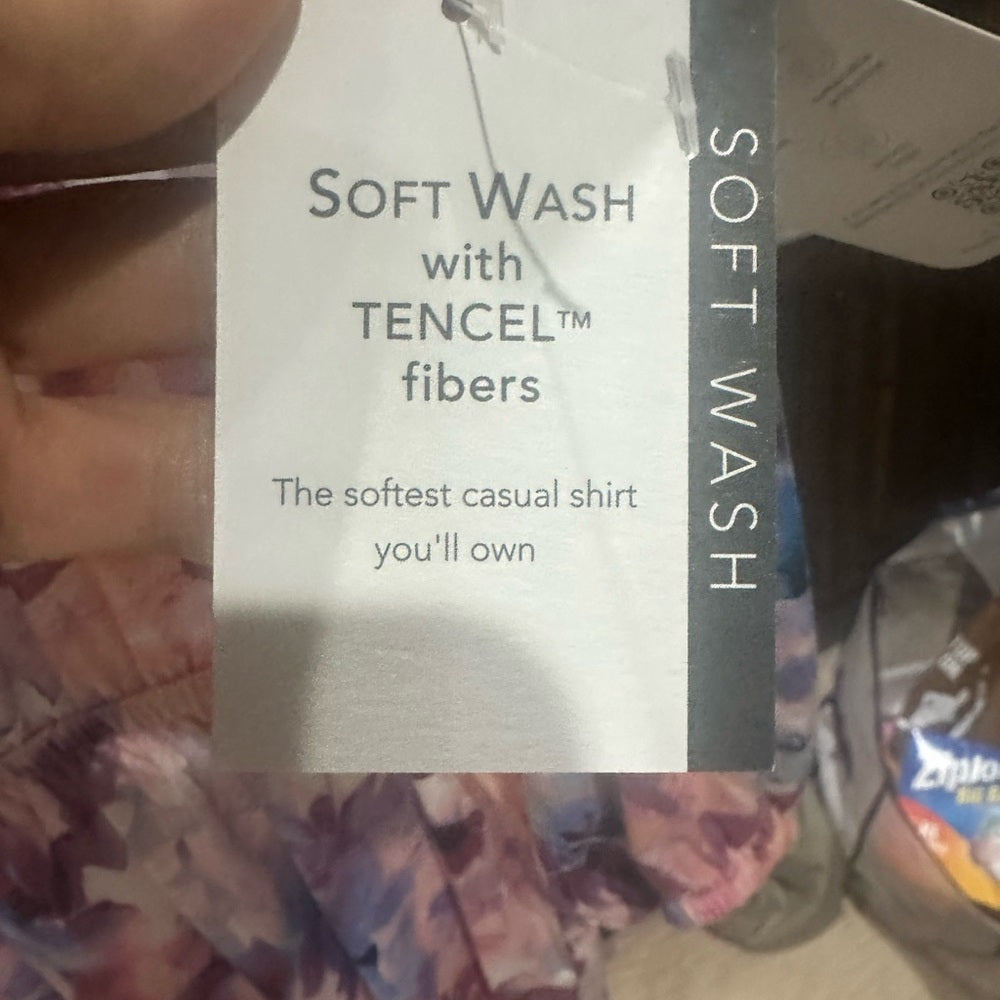 SOFT WASH
with
TENCEL™
fibers
The softest casual shirt
you'll own
SOFT WASH